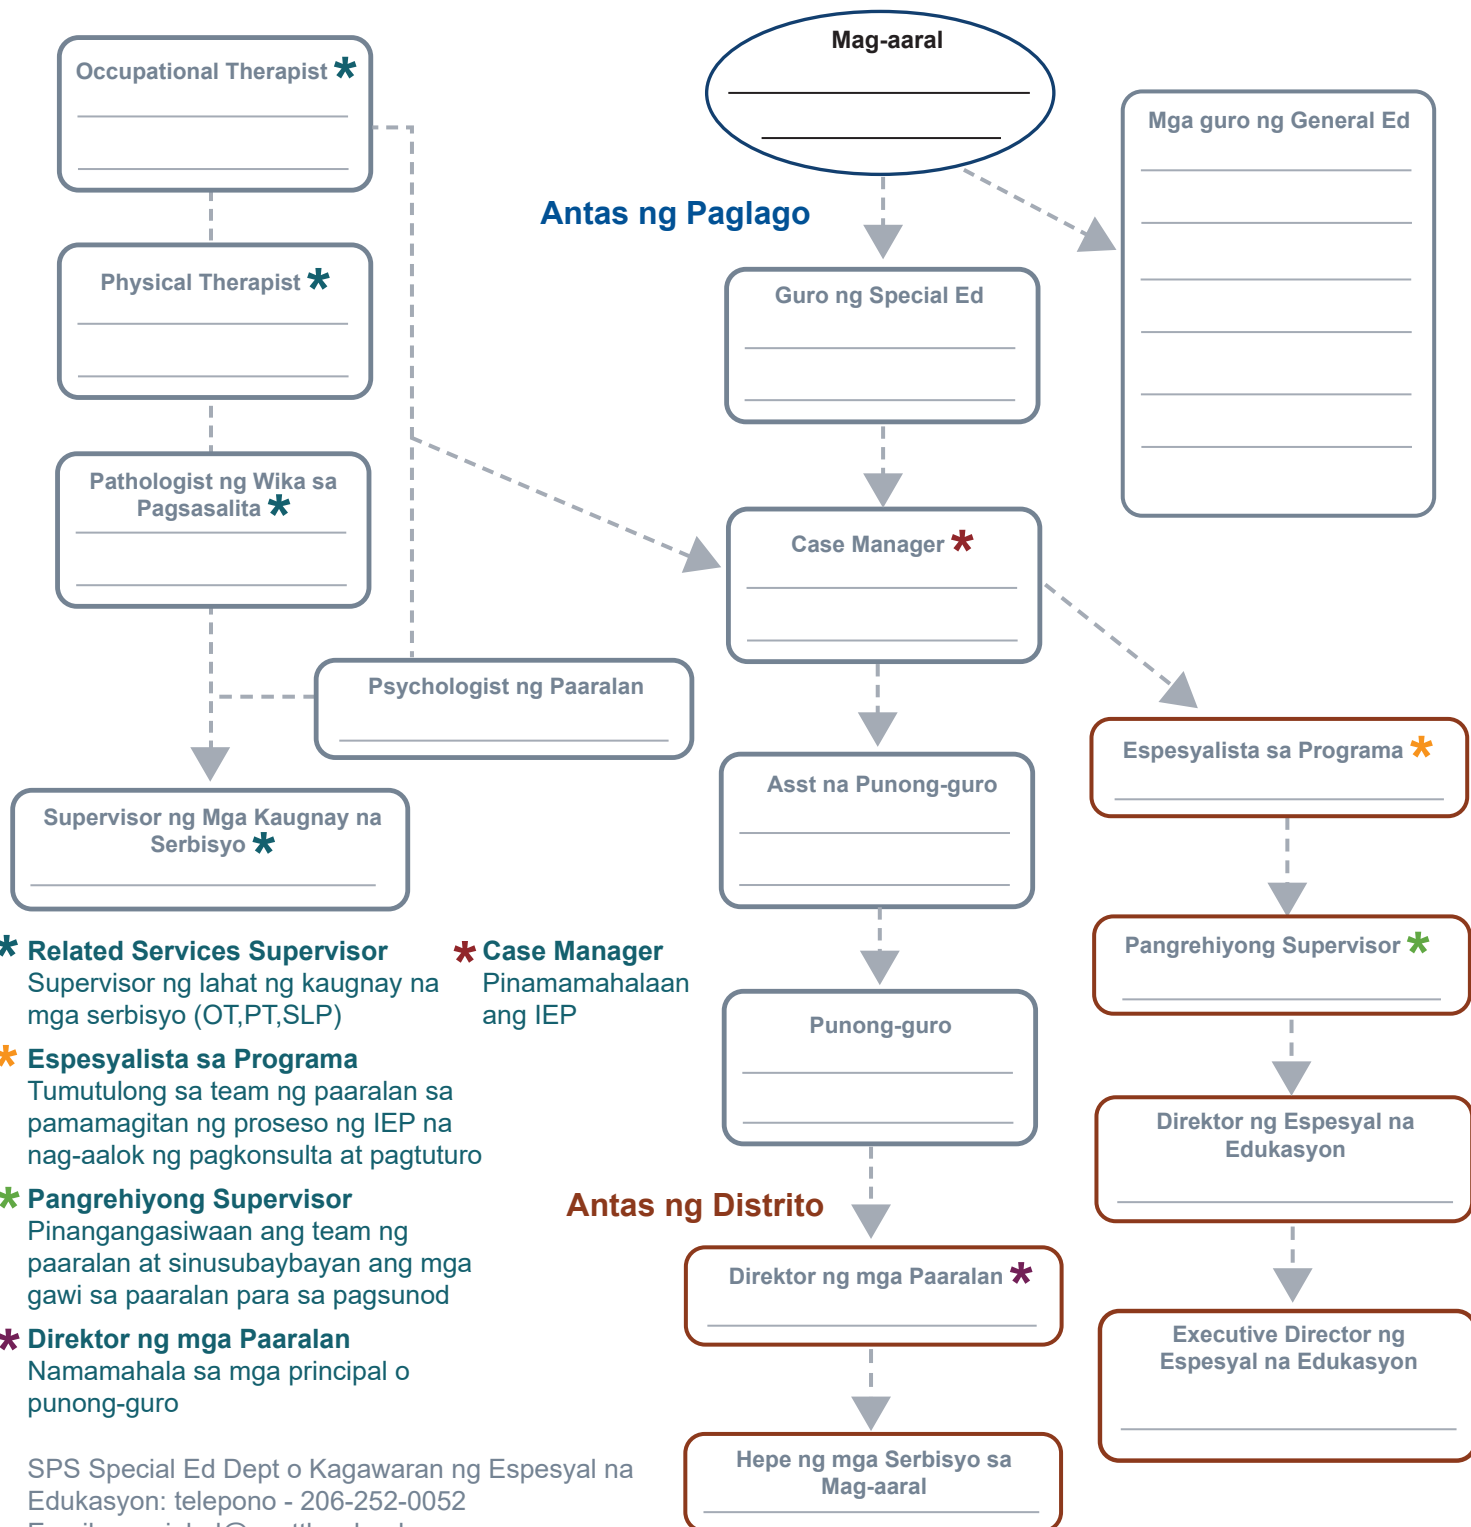 Mag-aaral
Occupational Therapist *
Mga guro ng General Ed
Antas ng Paglago
Physical Therapist *
Guro ng Special Ed
Pathologist ng Wika sa
Pagsasalita *
Case Manager *
Psychologist ng Paaralan
Espesyalista sa Programa *
Asst na Punong-guro
Supervisor ng Mga Kaugnay na
Serbisyo *
Pangrehiyong Supervisor *
Punong-guro
Direktor ng Espesyal na
Edukasyon
Antas ng Distrito
Direktor ng mga Paaralan *
Executive Director ng
Espesyal na Edukasyon
Hepe ng mga Serbisyo sa
Mag-aaral
* Related Services Supervisor
Supervisor ng lahat ng kaugnay na
mga serbisyo (OT,PT,SLP)
* Case Manager
Pinamamahalaan
ang IEP
* Espesyalista sa Programa
Tumutulong sa team ng paaralan sa
pamamagitan ng proseso ng IEP na
nag-aalok ng pagkonsulta at pagtuturo
* Pangrehiyong Supervisor
Pinangangasiwaan ang team ng
paaralan at sinusubaybayan ang mga
gawi sa paaralan para sa pagsunod
* Direktor ng mga Paaralan
Namamahala sa mga principal o
punong-guro
SPS Special Ed Dept o Kagawaran ng Espesyal na
Edukasyon: telepono - 206-252-0052